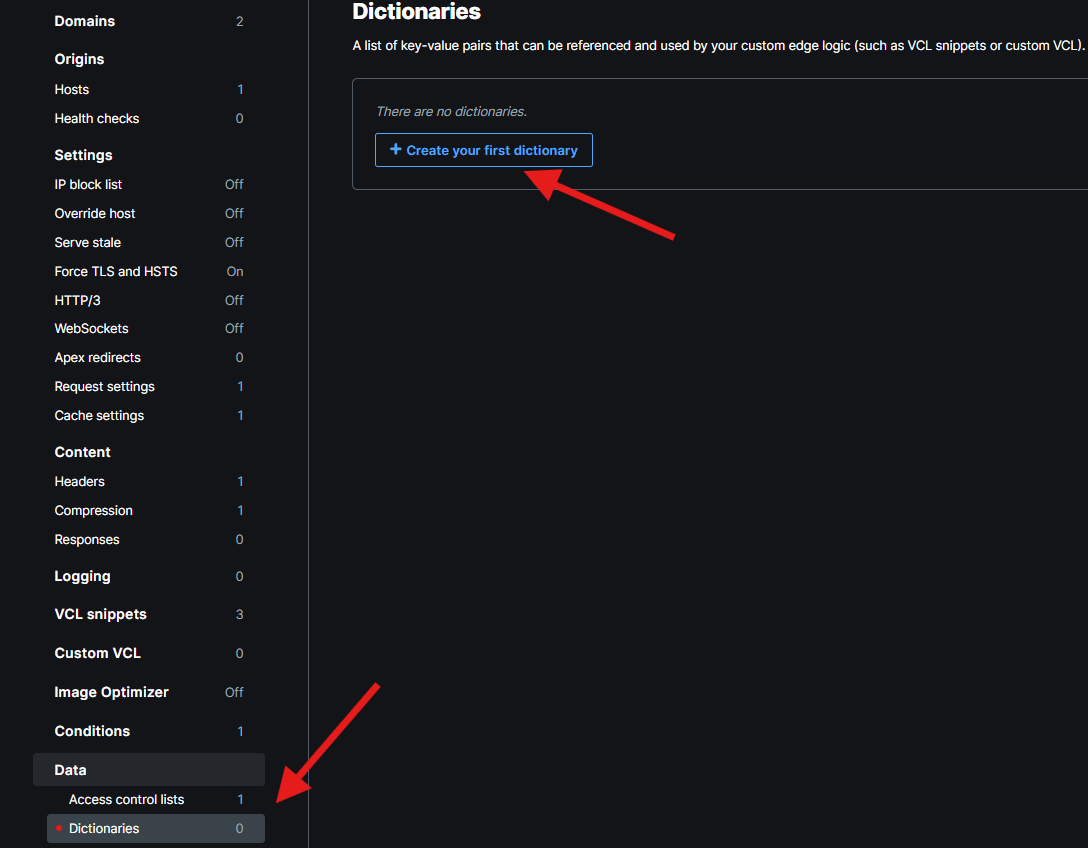 Domains 2
Origins
Hosts 1
Health checks 0
Settings
IP block list Off
Override host Off
Serve stale Off
Force TLS and HSTS On
HTTP/3 Off
WebSockets Off
Apex redirects 0
Request settings 1
Cache settings 1
Content
Headers 1
Compression 1
Responses 0
Logging 0
VCL snippets 3
Custom VCL 0
Image Optimizer Off
Conditions 1
Data
Access control lists 1
Dictionaries 0
Dictionaries
A list of key-value pairs that can be referenced and used by your custom edge logic (such as VCL snippets or custom VCL).
There are no dictionaries.
+ Create your first dictionary